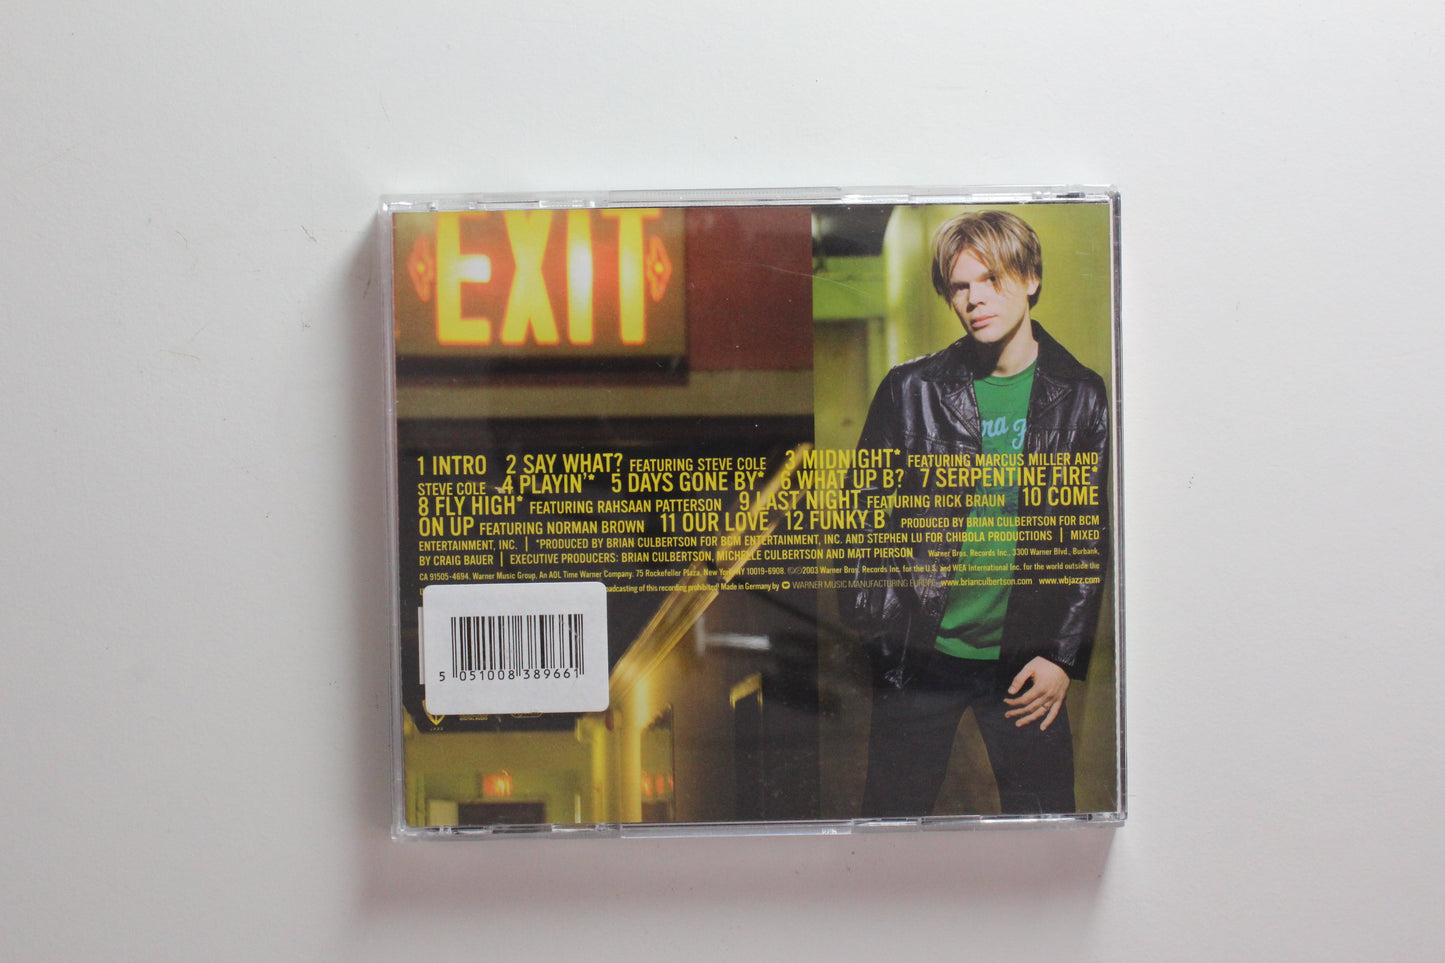 EXIT
ra
1 INTRO 2 SAY WHAT? FEATURING STEVE COLE 3 MIDNIGHT* FEATURING MARCUS MILLER AND
STEVE COLE 4 PLAYIN'* 5 DAYS GONE BY* 6 WHAT UP B? 7 SERPENTINE FIRE*
8 FLY HIGH* FEATURING RAHSAAN PATTERSON 9 LAST NIGHT FEATURING RICK BRAUN 10 COME
ON UP FEATURING NORMAN BROWN 11 OUR LOVE 12 FUNKY B PRODUCED BY BRIAN CULBERTSON FOR BCM
ENTERTAINMENT, INC. | *PRODUCED BY BRIAN CULBERTSON FOR BCM ENTERTAINMENT, INC. AND STEPHEN LU FOR CHIBOLA PRODUCTIONS | MIXED
BY CRAIG BAUER | EXECUTIVE PRODUCERS: BRIAN CULBERTSON, MICHELLE CULBERTSON AND MATT PIERSON Warner Bros. Records Inc., 3300 Warner Blvd., Burbank,
CA 91505-4694. Warner Music Group. An AOL Time Warner Company. 75 Rockefeller Plaza, New York, NY 10019-6908. ©℗2003 Warner Bros. Records Inc. for the U.S. and WEA International Inc. for the world outside the
of this recording prohibited. Made in Germany by WARNER MUSIC MANUFACTURING EUROPE. www.brianculbertson.com www.wbjazz.com
5 051008 389661
JAZZ
DIGITAL AUDIO